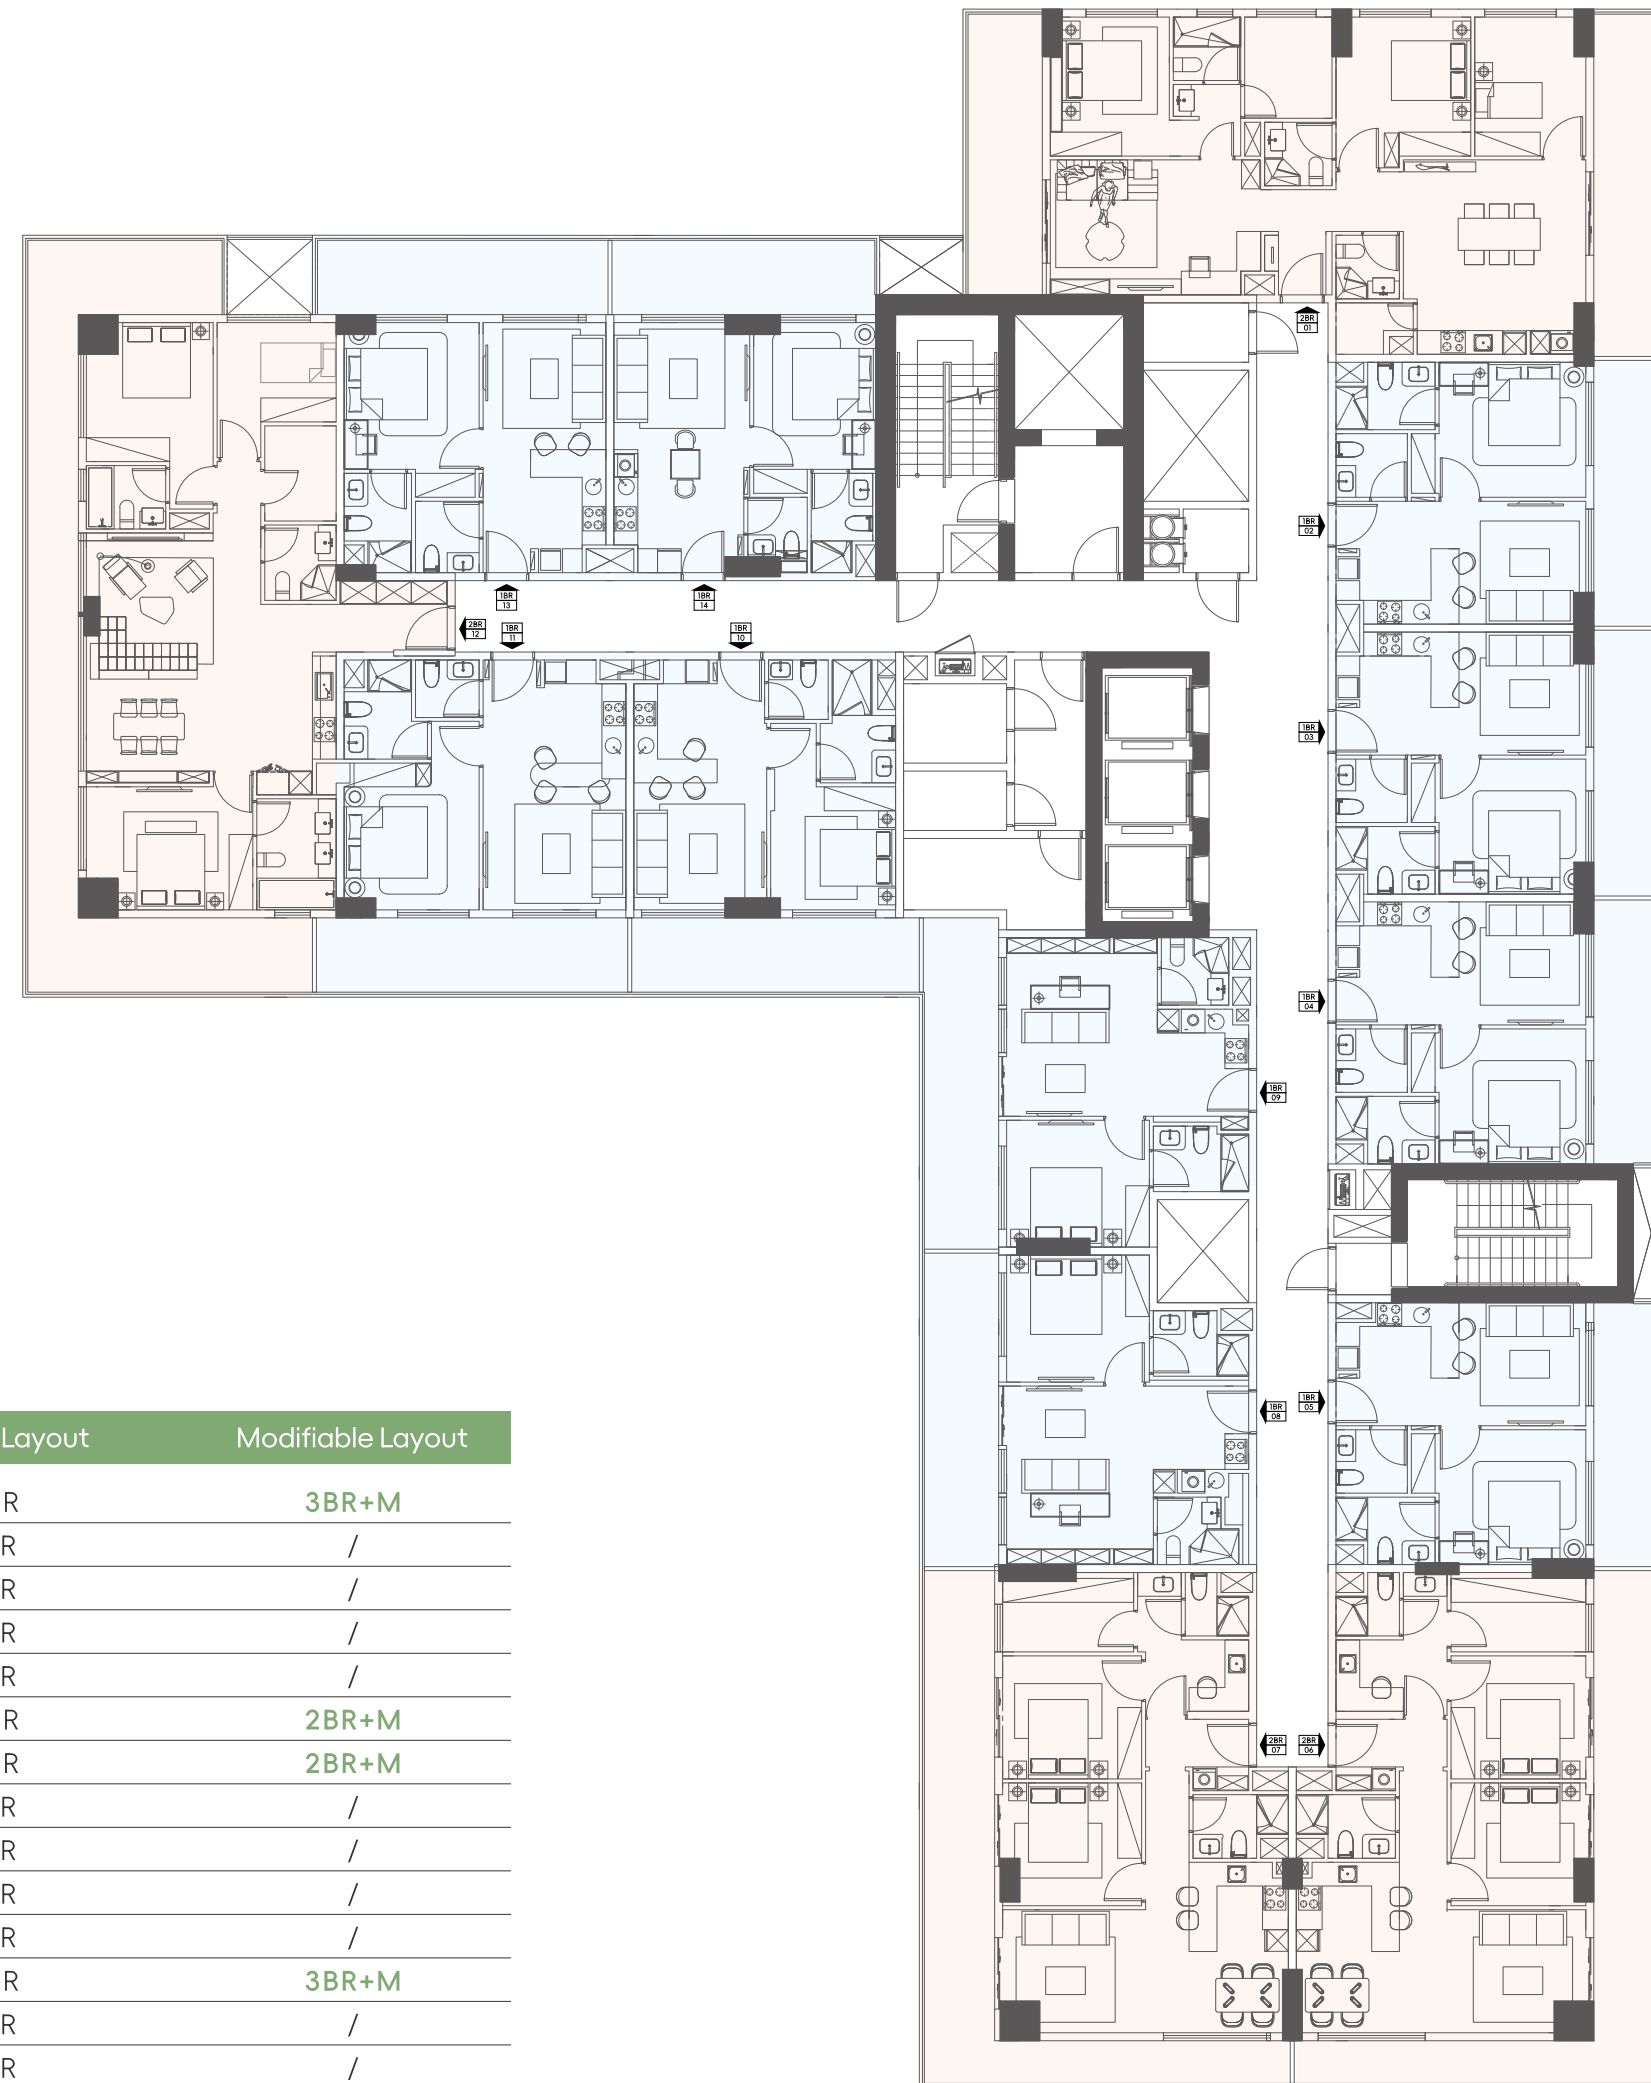 2BR
01
1BR
02
1BR
13
1BR
14
2BR
12
1BR
11
1BR
10
1BR
03
1BR
04
1BR
09
1BR
05
1BR
08
Layout Modifiable Layout
R 3BR+M
R /
R /
R /
R /
R 2BR+M
R 2BR+M
R /
R /
R /
R /
R 3BR+M
R /
R /
2BR
07
2BR
06